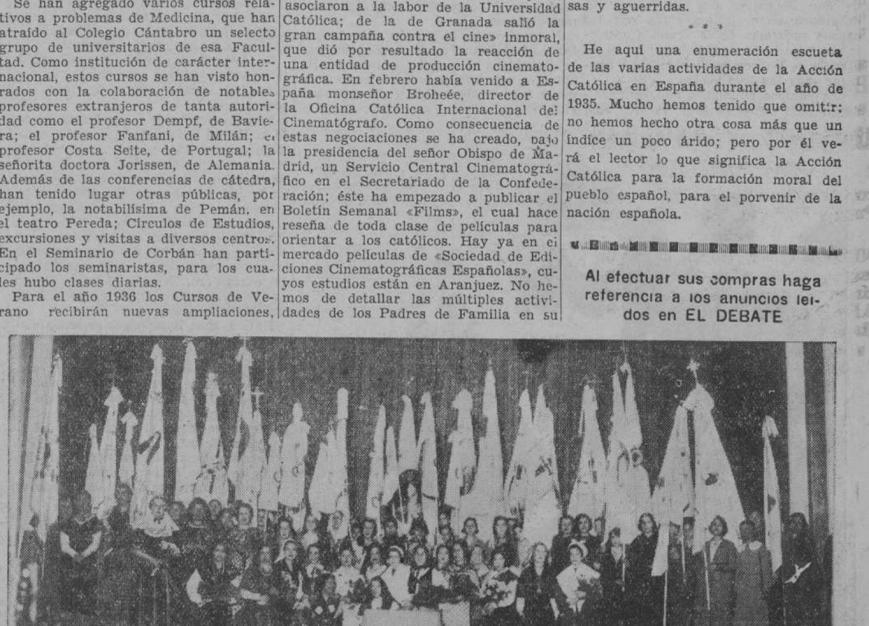 Se han agregado varios cursos rela-
tivos a problemas de Medicina, que han
atraído al Colegio Cántabro un selecto
grupo de universitarios de esa Facul-
tad. Como institución de carácter inter-
nacional, estos cursos se han visto hon-
rados con la colaboración de notables
profesores extranjeros de tanta autori-
dad como el profesor Dempf, de Bavie-
ra; el profesor Fanfani, de Milán; el
profesor Costa Seite, de Portugal; la
señorita doctora Jorissen, de Alemania.
Además de las conferencias de cátedra,
han tenido lugar otras públicas, por
ejemplo, la notabilísima de Pemán, en
el teatro Pereda; Círculos de Estudios,
excursiones y visitas a diversos centros.
En el Seminario de Corbán han parti-
cipado los seminaristas, para los cua-
les hubo clases diarias.
Para el año 1936 los Cursos de Ve-
rano recibirán nuevas ampliaciones,
asociaron a la labor de la Universidad
Católica; de la de Granada salió la
gran campaña contra el cine» inmoral,
que dió por resultado la reacción de
una entidad de producción cinemato-
gráfica. En febrero había venido a Es-
paña monseñor Broheée, director de
la Oficina Católica Internacional del
Cinematógrafo. Como consecuencia de
estas negociaciones se ha creado, bajo
la presidencia del señor Obispo de Ma-
drid, un Servicio Central Cinematográ-
fico en el Secretariado de la Confede-
ración; éste ha empezado a publicar el
Boletín Semanal «Films», el cual hace
reseña de toda clase de películas para
orientar a los católicos. Hay ya en el
mercado películas de «Sociedad de Edi-
ciones Cinematográficas Españolas», cu-
yos estudios están en Aranjuez. No he-
mos de detallar las múltiples activi-
dades de los Padres de Familia en su
sas y aguerridas.
* * *
He aquí una enumeración escueta
de las varias actividades de la Acción
Católica en España durante el año de
1935. Mucho hemos tenido que omitir;
no hemos hecho otra cosa más que un
índice un poco árido; pero por él ve-
rá el lector lo que significa la Acción
Católica para la formación moral del
pueblo español, para el porvenir de la
nación española.
Al efectuar sus compras haga
referencia a los anuncios leí-
dos en EL DEBATE